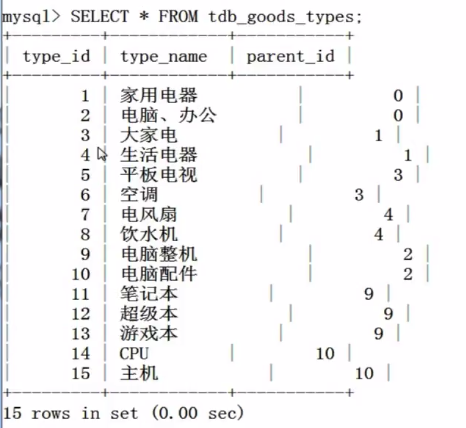 mysql> SELECT * FROM tdb_goods_types;
+---------+------------+-----------+
| type_id | type_name | parent_id |
+---------+------------+-----------+
| 1 | 家用电器 | 0 |
| 2 | 电脑、办公 | 0 |
| 3 | 大家电 | 1 |
| 4 | 生活电器 | 1 |
| 5 | 平板电视 | 3 |
| 6 | 空调 | 3 |
| 7 | 电风扇 | 4 |
| 8 | 饮水机 | 4 |
| 9 | 电脑整机 | 2 |
| 10 | 电脑配件 | 2 |
| 11 | 笔记本 | 9 |
| 12 | 超级本 | 9 |
| 13 | 游戏本 | 9 |
| 14 | CPU | 10 |
| 15 | 主机 | 10 |
+---------+------------+-----------+
15 rows in set (0.00 sec)